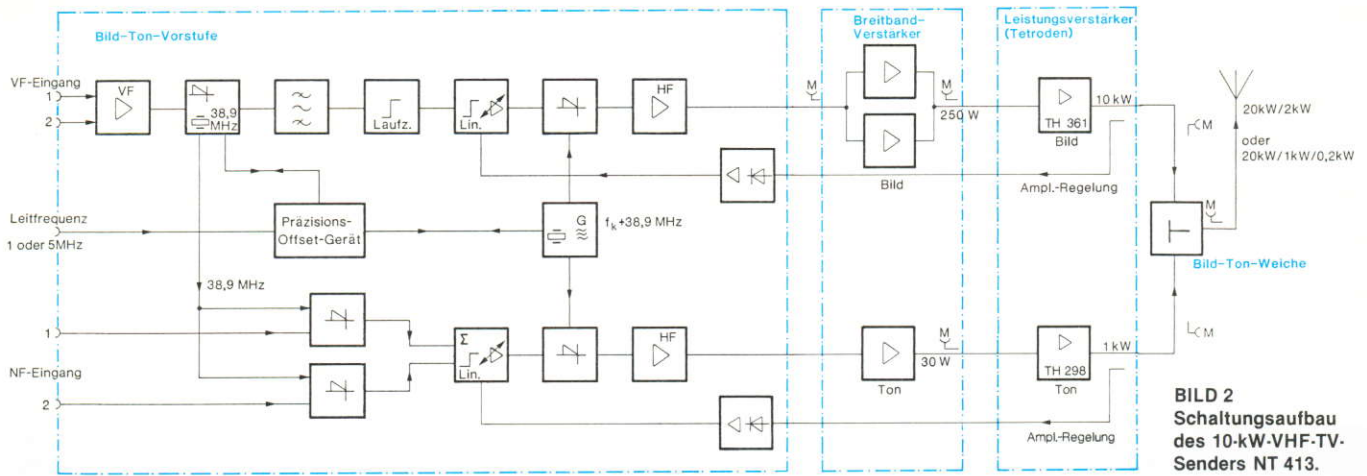 Bild-Ton-Vorstufe
Breitband-
Verstärker
Leistungsverstärker
(Tetroden)
VF-Eingang
1
2
VF
38,9
MHz
Laufz.
Lin.
HF
M
M
250 W
Bild
TH 361
Bild
10 kW
M
20kW/2kW
oder
20kW/1kW/0,2kW
Ampl.-Regelung
Leitfrequenz
1 oder 5MHz
Präzisions-
Offset-Gerät
G
fk+38,9 MHz
M
Bild-Ton-Weiche
38,9 MHz
1
NF-Eingang
2
Σ
Lin.
HF
Ton
M
30 W
TH 298
Ton
1 kW
M
Ampl.-Regelung
BILD 2
Schaltungsaufbau
des 10-kW-VHF-TV-
Senders NT 413.